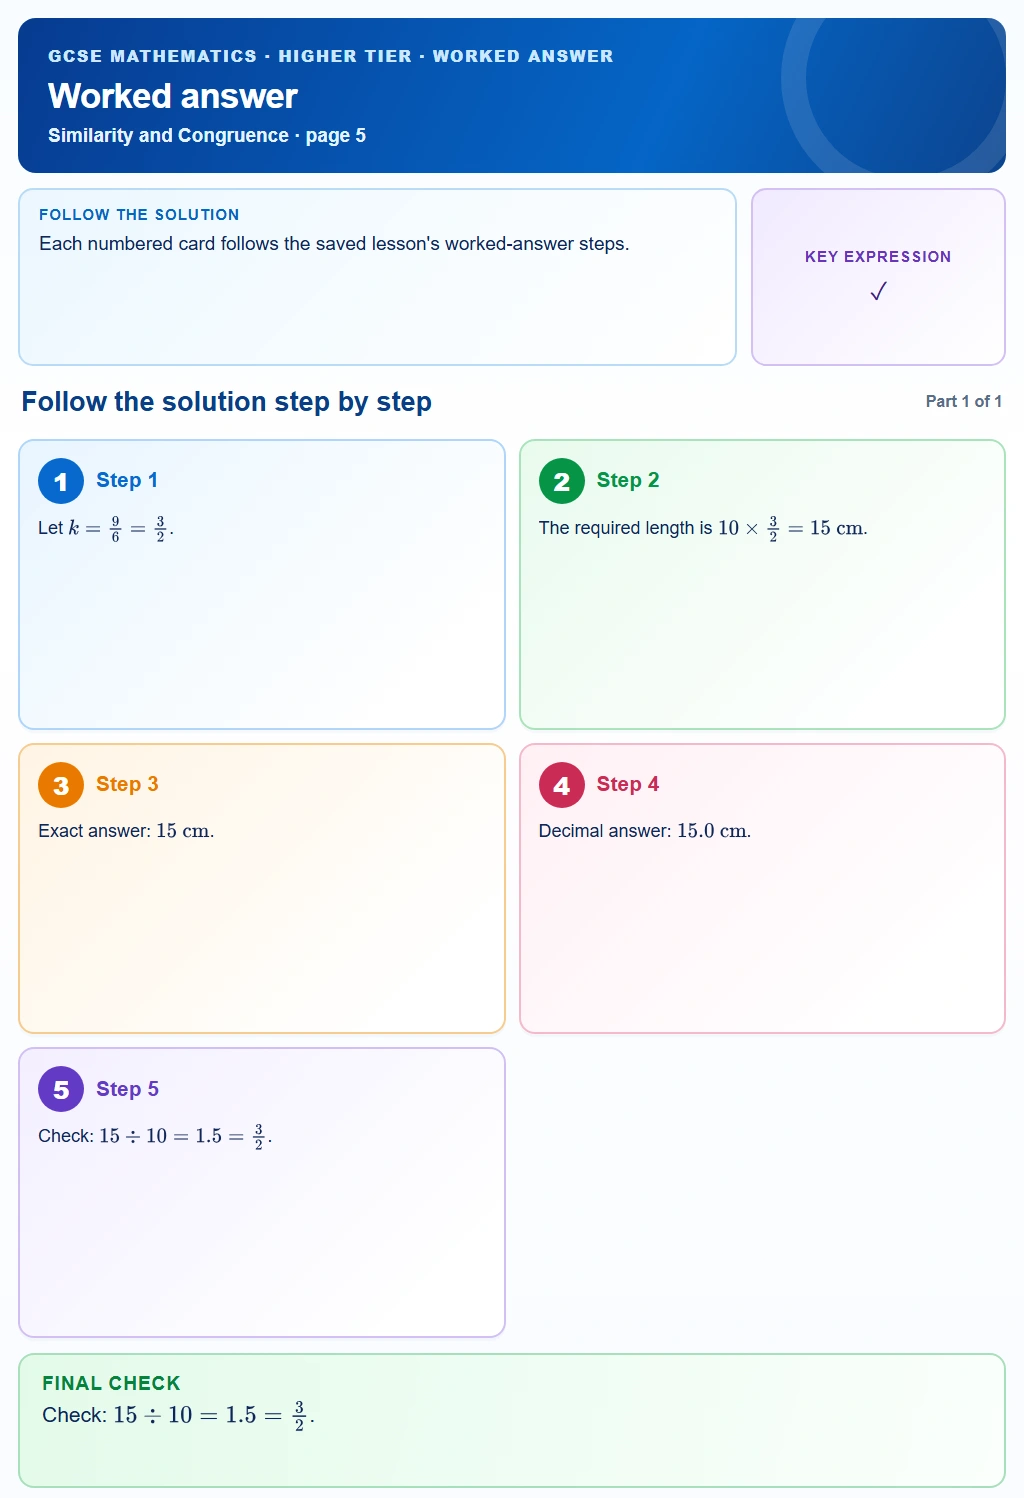 GCSE MATHEMATICS · HIGHER TIER · WORKED ANSWER
Worked answer
Similarity and Congruence · page 5
FOLLOW THE SOLUTION
Each numbered card follows the saved lesson's worked-answer steps.
KEY EXPRESSION
✓
Follow the solution step by step
Part 1 of 1
1 Step 1
Let k = 9/6 = 3/2.
2 Step 2
The required length is 10 × 3/2 = 15 cm.
3 Step 3
Exact answer: 15 cm.
4 Step 4
Decimal answer: 15.0 cm.
5 Step 5
Check: 15 ÷ 10 = 1.5 = 3/2.
FINAL CHECK
Check: 15 ÷ 10 = 1.5 = 3/2.